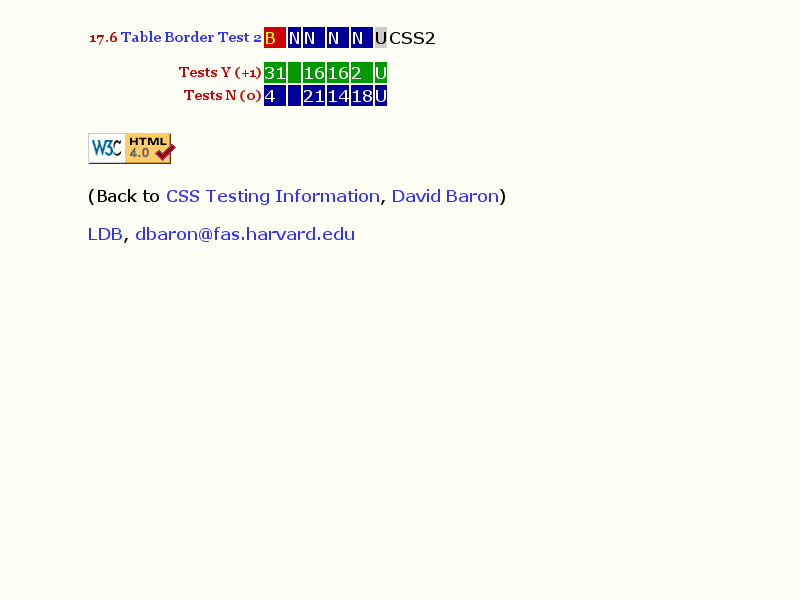 17.6 Table Border Test 2 B N N N N U CSS2
Tests Y (+1) 31 16 16 2 U
Tests N (0) 4 21 14 18 U
W3C HTML 4.0
(Back to CSS Testing Information, David Baron)
LDB, dbaron@fas.harvard.edu